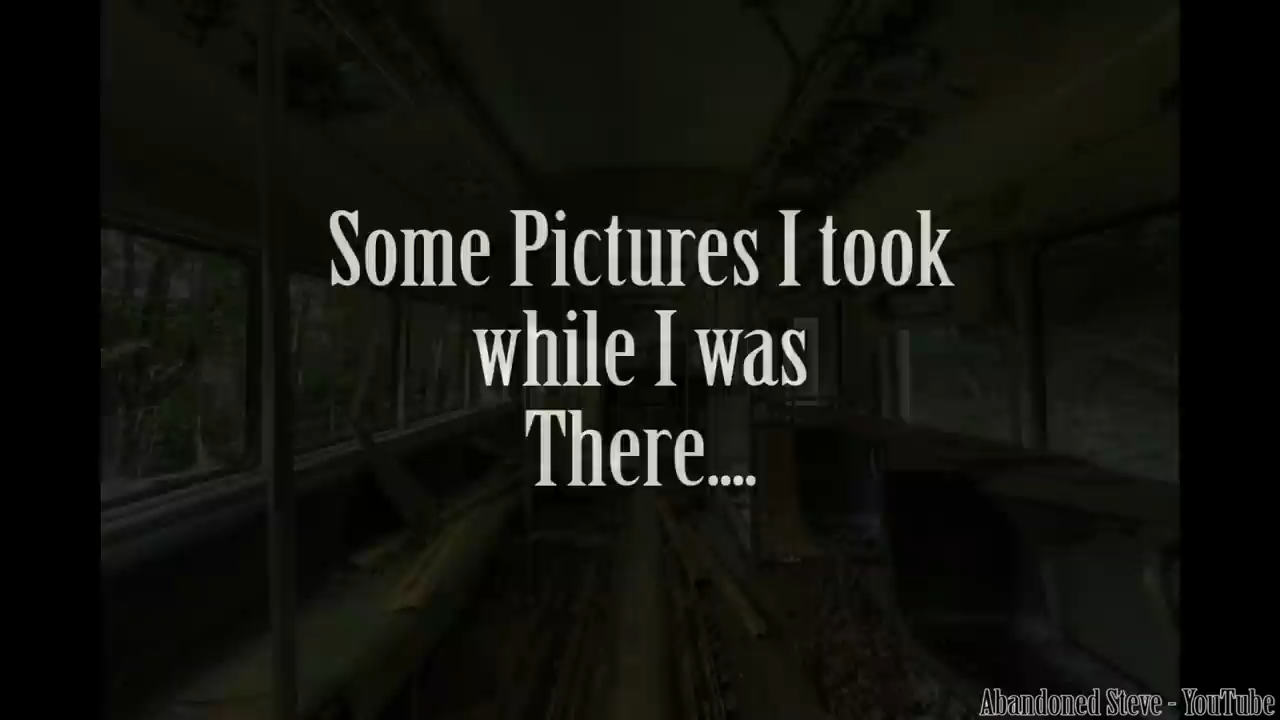 Some Pictures I took
while I was
There....
Abandoned Steve - YouTube